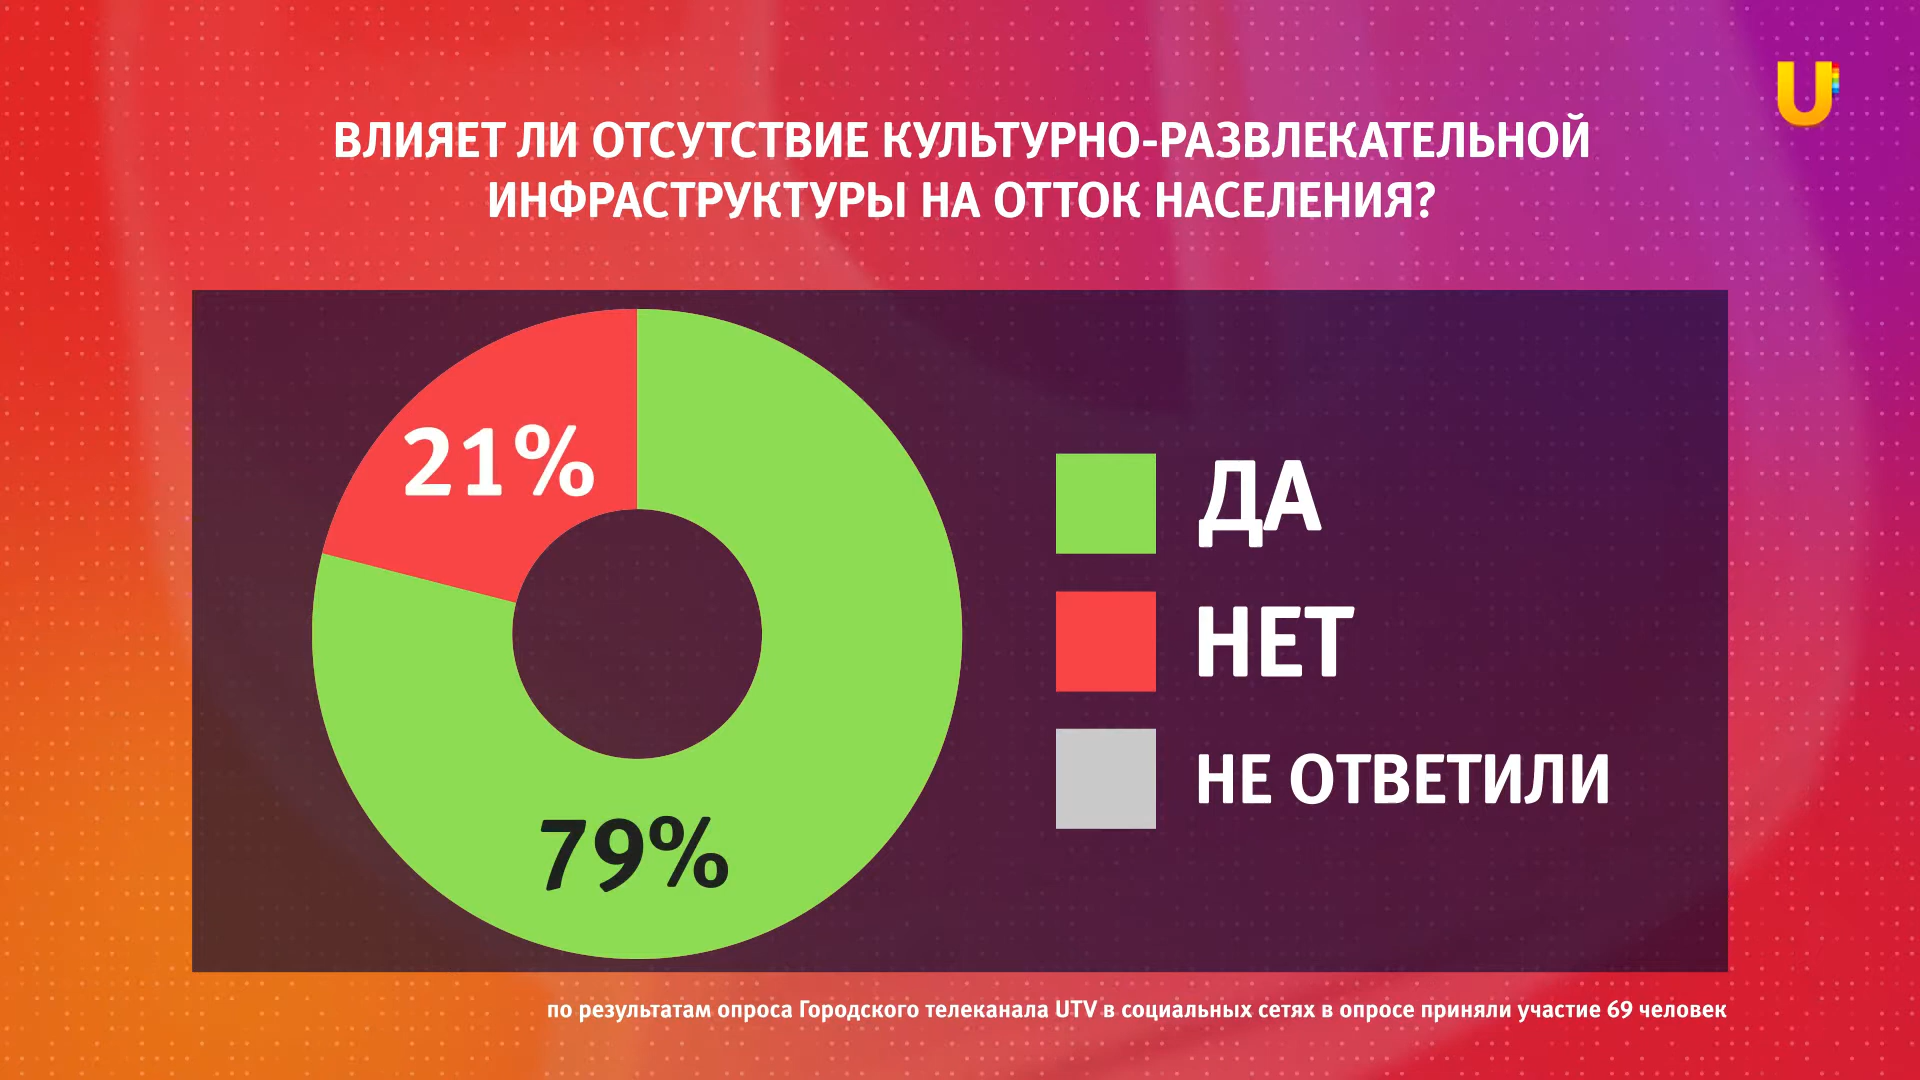 U
ВЛИЯЕТ ЛИ ОТСУТСТВИЕ КУЛЬТУРНО-РАЗВЛЕКАТЕЛЬНОЙ
ИНФРАСТРУКТУРЫ НА ОТТОК НАСЕЛЕНИЯ?
21%
79%
ДА
НЕТ
НЕ ОТВЕТИЛИ
по результатам опроса Городского телеканала UTV в социальных сетях в опросе приняли участие 69 человек